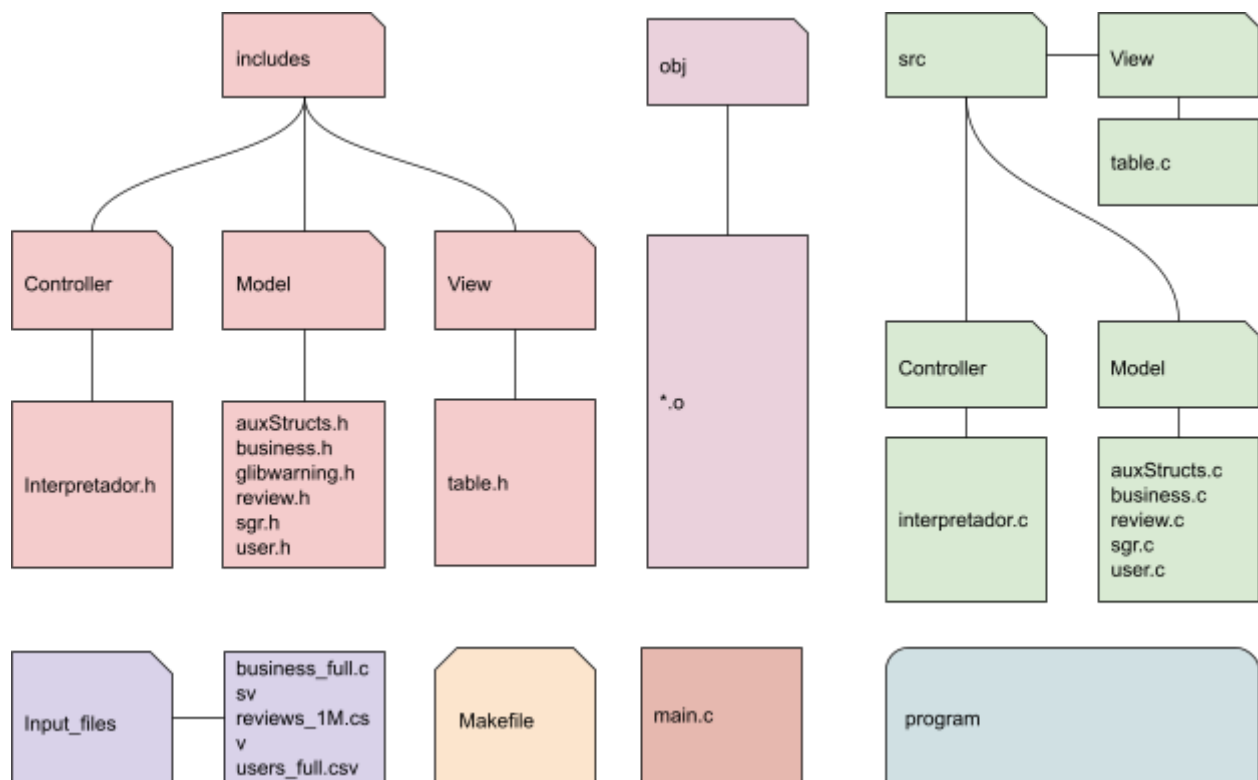 includes
obj
src
View
table.c
Controller
Model
View
Controller
Model
Interpretador.h
auxStructs.h
business.h
glibwarning.h
review.h
sgr.h
user.h
table.h
*.o
interpretador.c
auxStructs.c
business.c
review.c
sgr.c
user.c
Input_files
business_full.c
sv
reviews_1M.cs
v
users_full.csv
Makefile
main.c
program